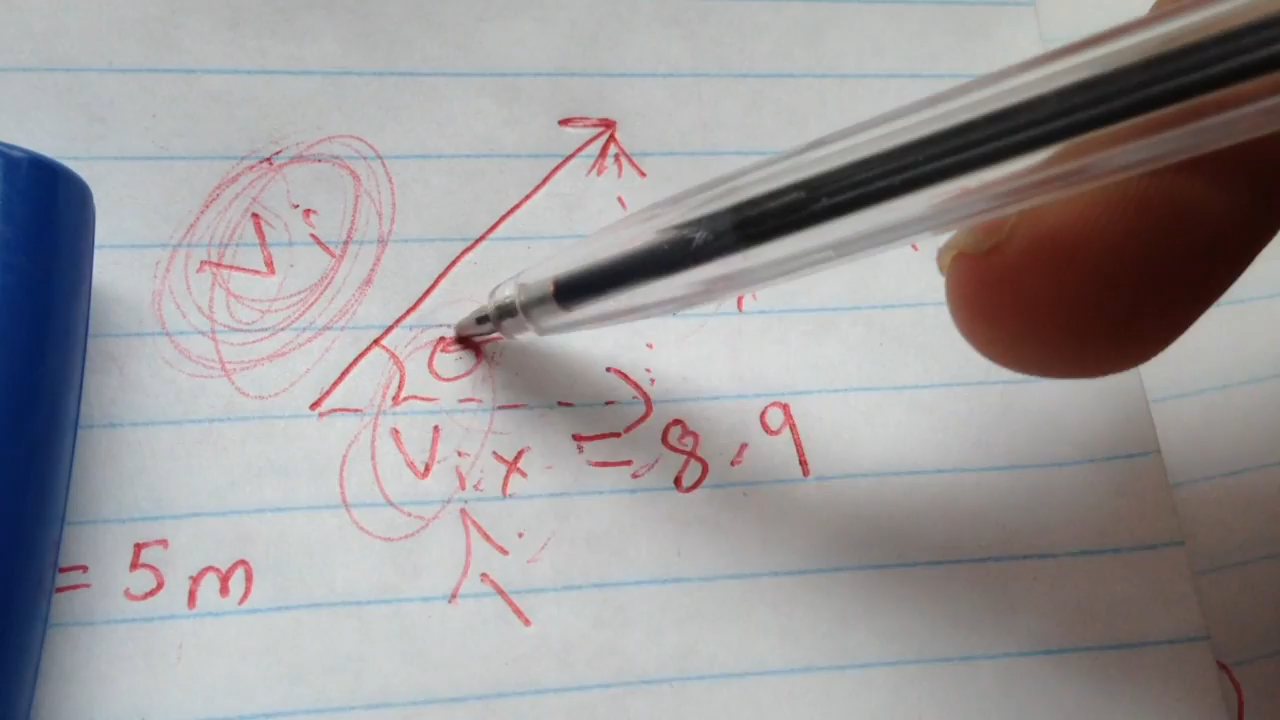 Vi
Vix = 8.9
= 5m